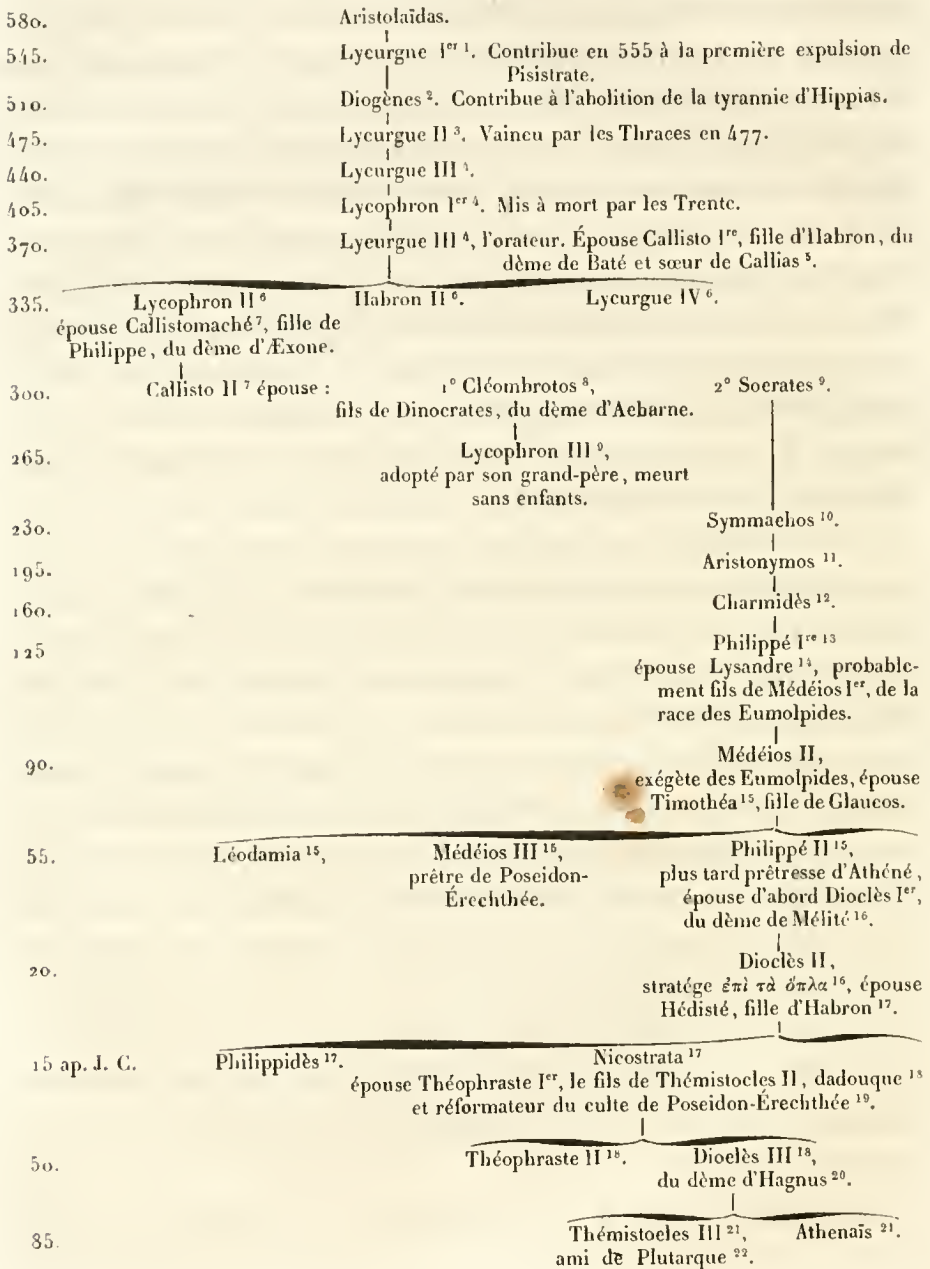 580. Aristolaïdas.
545. Lycurgue Iᵉʳ ¹. Contribue en 555 à la première expulsion de
Pisistrate.
510. Diogènes ². Contribue à l'abolition de la tyrannie d'Hippias.
475. Lycurgue II ³. Vaincu par les Thraces en 477.
440. Lycurgue III ⁴.
405. Lycophron Iᵉʳ ⁴. Mis à mort par les Trente.
370. Lycurgue III ⁴, l'orateur. Épouse Callisto Iʳᵉ, fille d'Habron, du
dème de Baté et sœur de Callias ⁵.
335. Lycophron II ⁶ Habron II ⁶. Lycurgue IV ⁶.
épouse Callistomaché ⁷, fille de
Philippe, du dème d'Æxone.
300. Callisto II ⁷ épouse : 1° Cléombrotos ⁸, 2° Socrates ⁹.
fils de Dinocrates, du dème d'Acharne.
265. Lycophron III ⁹,
adopté par son grand-père, meurt
sans enfants.
230. Symmachos ¹⁰.
195. Aristonymos ¹¹.
160. Charmidès ¹².
125 Philippé Iʳᵉ ¹³
épouse Lysandre ¹⁴, probable-
ment fils de Médéios Iᵉʳ, de la
race des Eumolpides.
90. Médéios II,
exégète des Eumolpides, épouse
Timothéa ¹⁵, fille de Glaucos.
55. Léodamia ¹⁵, Médéios III ¹⁵, Philippé II ¹⁵,
prêtre de Poseidon- plus tard prêtresse d'Athéné,
Érechthée. épouse d'abord Dioclès Iᵉʳ,
du dème de Mélité ¹⁶.
20. Dioclès II,
stratége ἐπὶ τὰ ὅπλα ¹⁶, épouse
Hédisté, fille d'Habron ¹⁷.
15 ap. J. C. Philippidès ¹⁷. Nicostrata ¹⁷
épouse Théophraste Iᵉʳ, le fils de Thémistocles II, dadouque ¹⁸
et réformateur du culte de Poseidon-Érechthée ¹⁹.
50. Théophraste II ¹⁸. Dioclès III ¹⁸,
du dème d'Hagnus ²⁰.
85. Thémistocles III ²¹, Athenaïs ²¹.
ami de Plutarque ²².